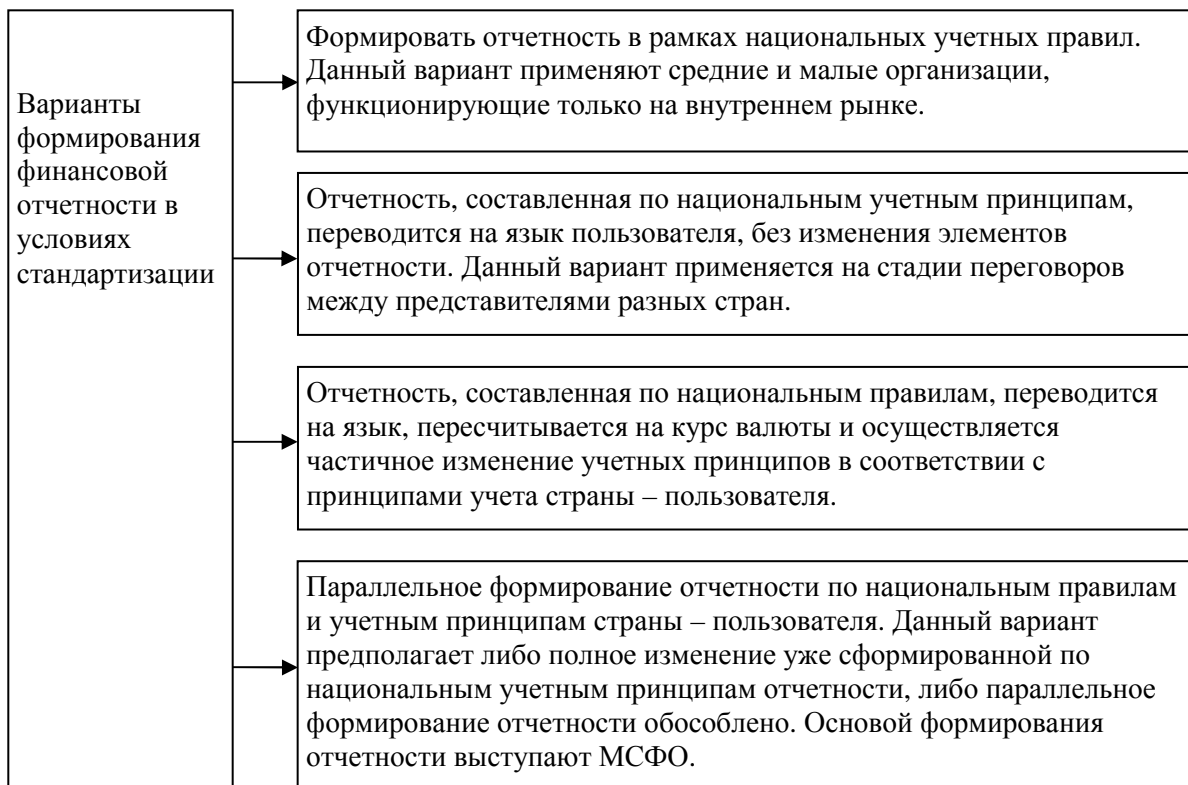 Варианты
формирования
финансовой
отчетности в
условиях
стандартизации
Формировать отчетность в рамках национальных учетных правил.
Данный вариант применяют средние и малые организации,
функционирующие только на внутреннем рынке.
Отчетность, составленная по национальным учетным принципам,
переводится на язык пользователя, без изменения элементов
отчетности. Данный вариант применяется на стадии переговоров
между представителями разных стран.
Отчетность, составленная по национальным правилам, переводится
на язык, пересчитывается на курс валюты и осуществляется
частичное изменение учетных принципов в соответствии с
принципами учета страны – пользователя.
Параллельное формирование отчетности по национальным правилам
и учетным принципам страны – пользователя. Данный вариант
предполагает либо полное изменение уже сформированной по
национальным учетным принципам отчетности, либо параллельное
формирование отчетности обособлено. Основой формирования
отчетности выступают МСФО.